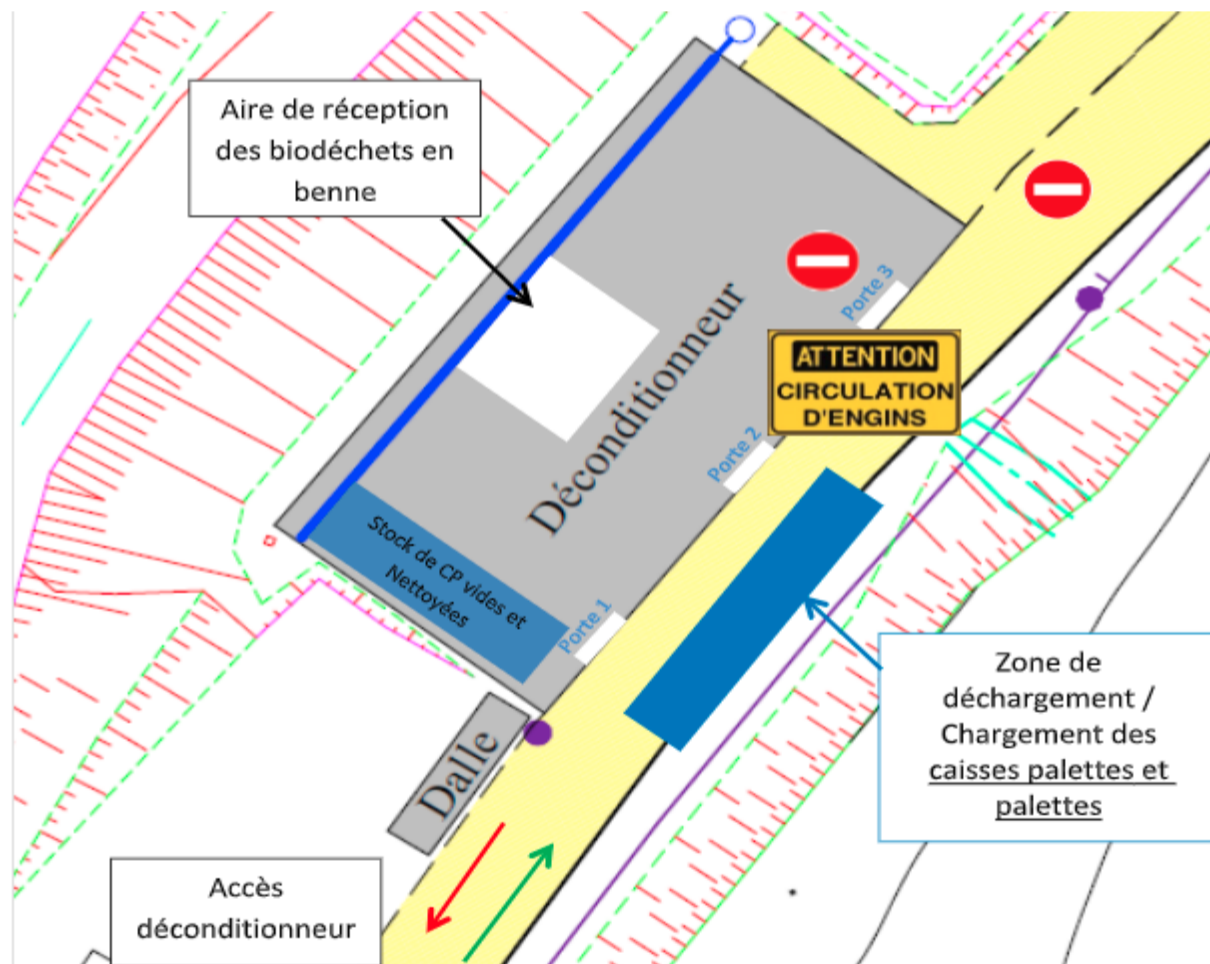 Aire de réception
des biodéchets en
benne
Déconditionneur
Porte 3
ATTENTION
CIRCULATION
D'ENGINS
Porte 2
Stock de CP vides et
Nettoyées
Porte 1
Zone de
déchargement /
Chargement des
caisses palettes et
palettes
Dalle
Accès
déconditionneur